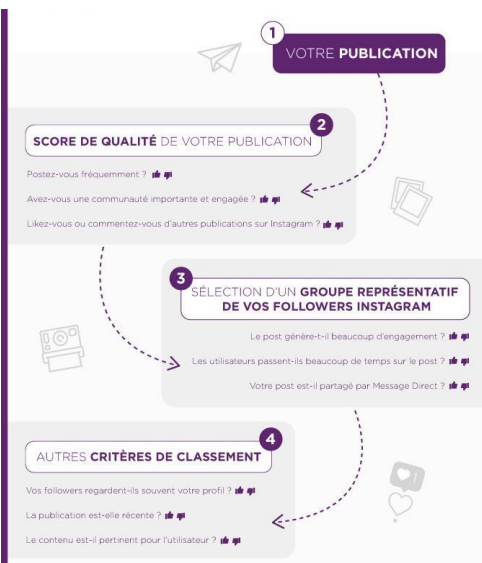 1
VOTRE PUBLICATION
2
SCORE DE QUALITÉ DE VOTRE PUBLICATION
Postez-vous fréquemment ?
Avez-vous une communauté importante et engagée ?
Likez-vous ou commentez-vous d'autres publications sur Instagram ?
3
SÉLECTION D'UN GROUPE REPRÉSENTATIF
DE VOS FOLLOWERS INSTAGRAM
Le post génère-t-il beaucoup d'engagement ?
Les utilisateurs passent-ils beaucoup de temps sur le post ?
Votre post est-il partagé par Message Direct ?
4
AUTRES CRITÈRES DE CLASSEMENT
Vos followers regardent-ils souvent votre profil ?
La publication est-elle récente ?
Le contenu est-il pertinent pour l'utilisateur ?